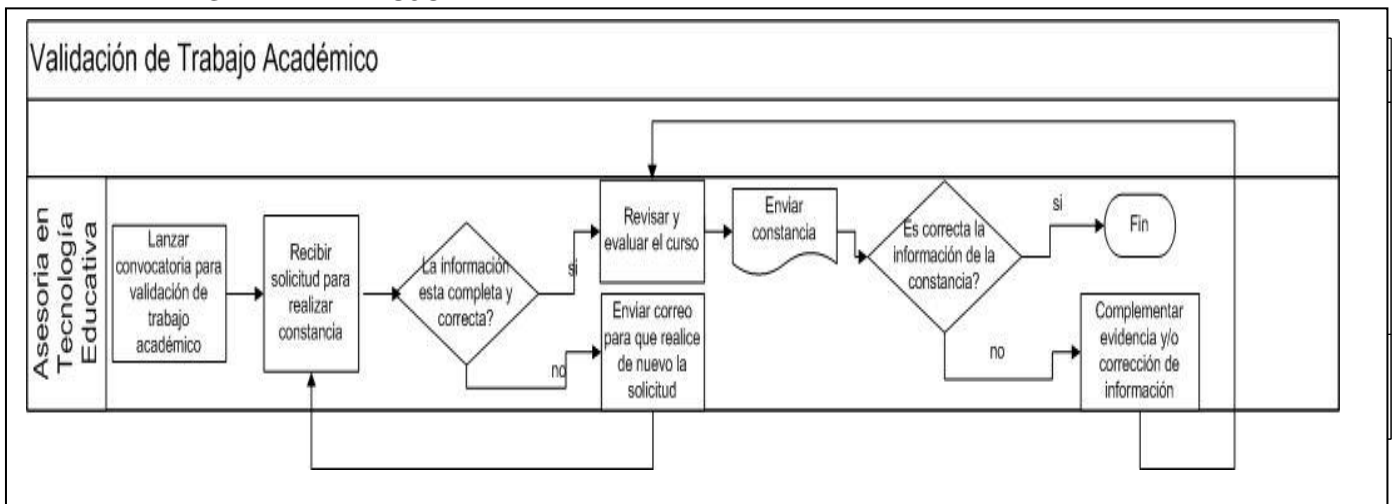 Validación de Trabajo Académico
Asesoria en
Tecnología
Educativa
Lanzar
convocatoria para
validación de
trabajo
académico
Recibir
solicitud para
realizar
constancia
La información
esta completa y
correcta?
si
no
Revisar y
evaluar el curso
Enviar correo
para que realice
de nuevo la
solicitud
Enviar
constancia
Es correcta la
información de la
constancia?
si
no
Fin
Complementar
evidencia y/o
corrección de
información